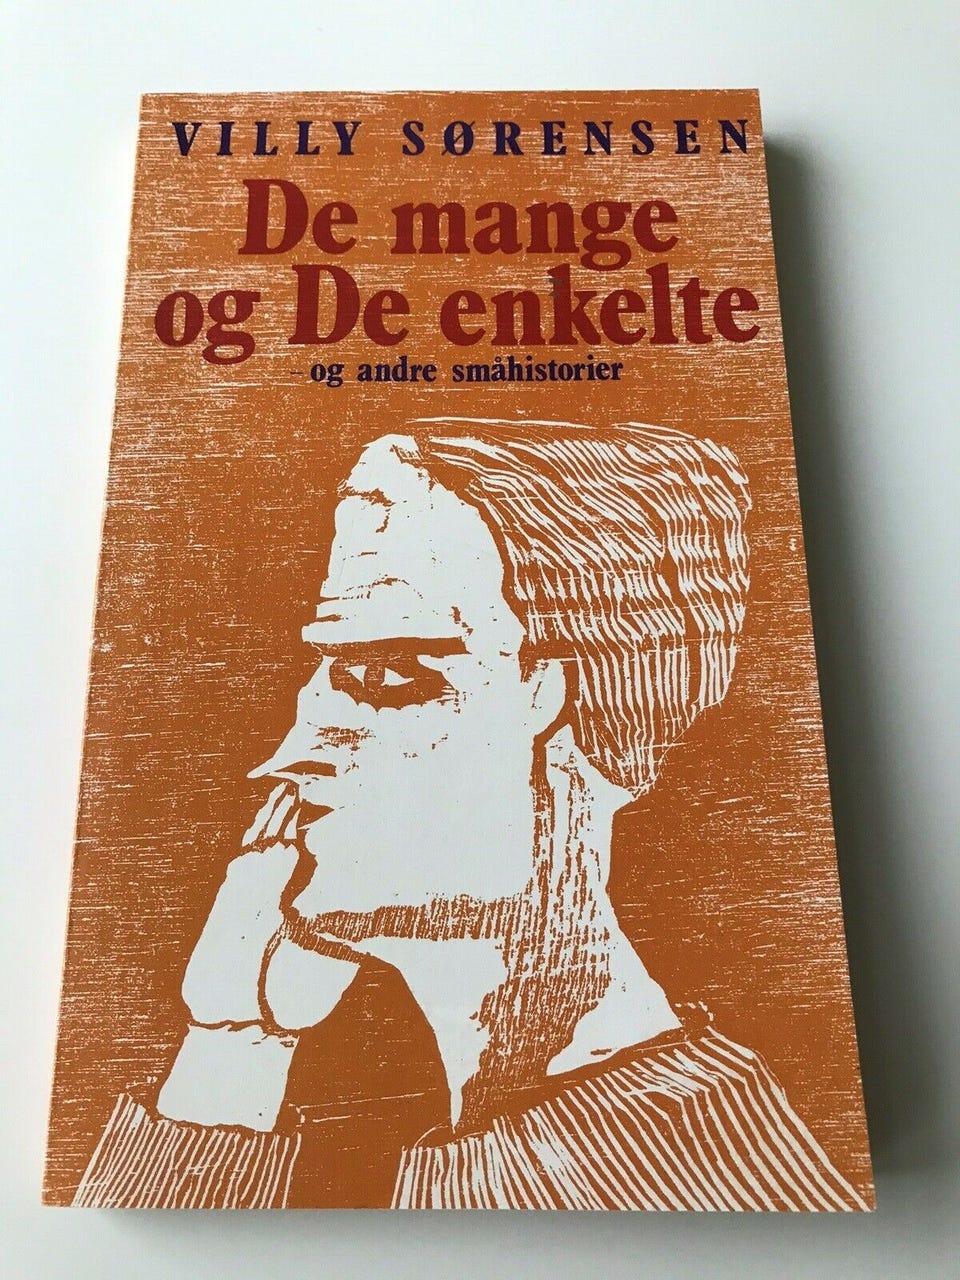 VILLY SØRENSEN
De mange
og De enkelte
- og andre småhistorier